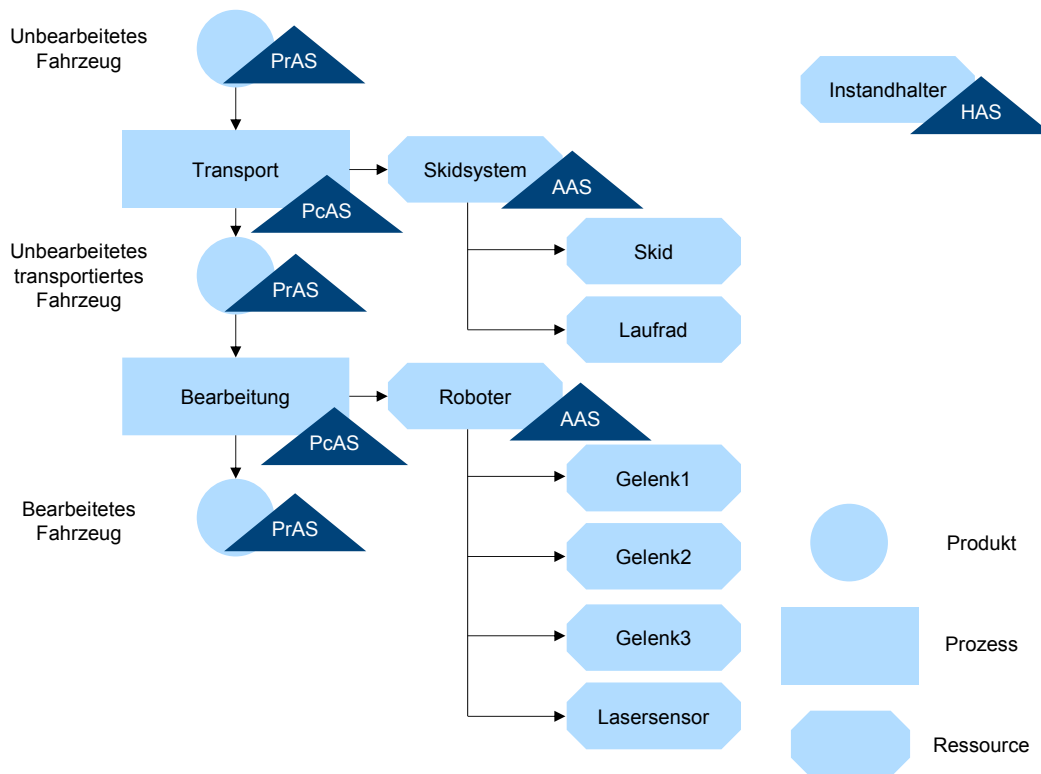 Unbearbeitetes
Fahrzeug
PrAS
Instandhalter
HAS
Transport
PcAS
Skidsystem
AAS
Skid
Laufrad
Unbearbeitetes
transportiertes
Fahrzeug
PrAS
Bearbeitung
PcAS
Roboter
AAS
Gelenk1
Gelenk2
Gelenk3
Lasersensor
Bearbeitetes
Fahrzeug
PrAS
Produkt
Prozess
Ressource